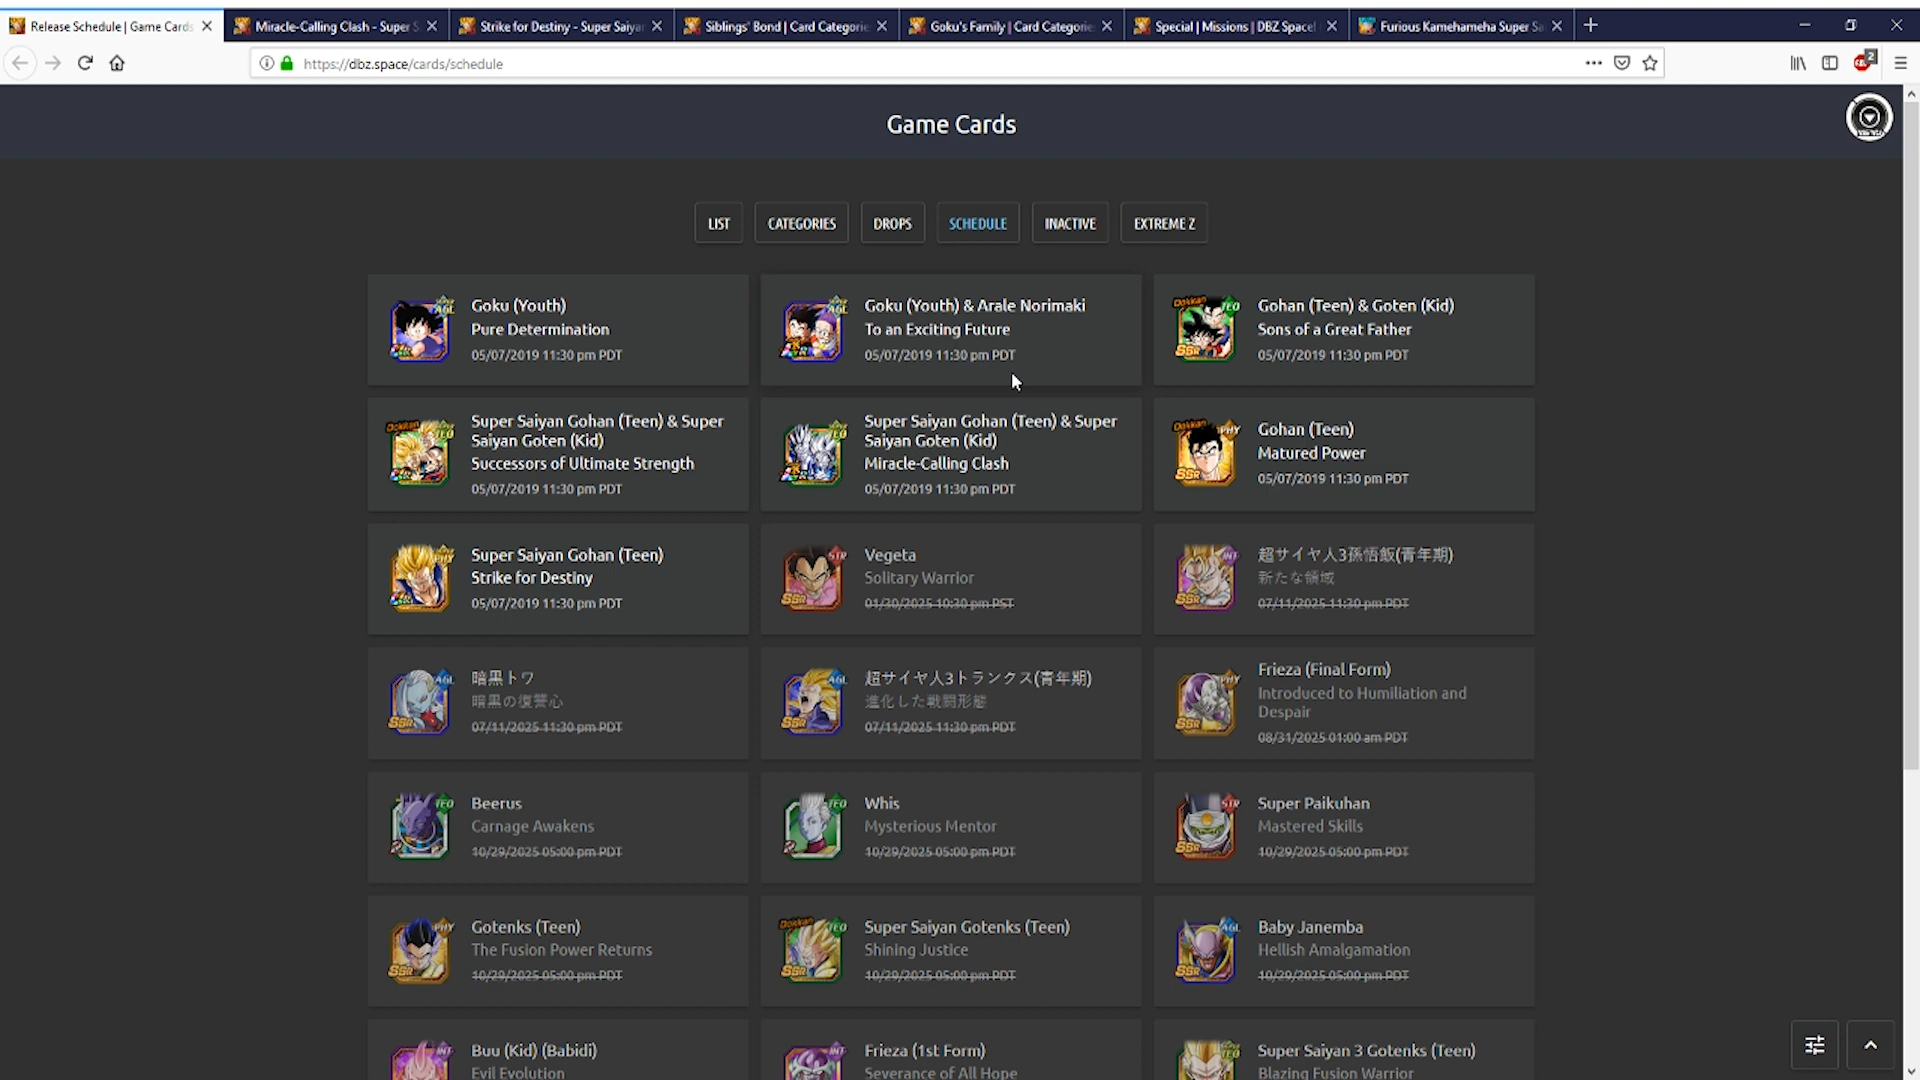 Release Schedule | Game Cards
Miracle-Calling Clash - Super S
Strike for Destiny - Super Saiya
Siblings' Bond | Card Categorie
Goku's Family | Card Categorie
Special | Missions | DBZ Space!
Furious Kamehameha Super Sa
https://dbz.space/cards/schedule
2
Game Cards
LIST
CATEGORIES
DROPS
SCHEDULE
INACTIVE
EXTREME Z
Goku (Youth)
Pure Determination
05/07/2019 11:30 pm PDT
Goku (Youth) & Arale Norimaki
To an Exciting Future
05/07/2019 11:30 pm PDT
Gohan (Teen) & Goten (Kid)
Sons of a Great Father
05/07/2019 11:30 pm PDT
Super Saiyan Gohan (Teen) & Super
Saiyan Goten (Kid)
Successors of Ultimate Strength
05/07/2019 11:30 pm PDT
Super Saiyan Gohan (Teen) & Super
Saiyan Goten (Kid)
Miracle-Calling Clash
05/07/2019 11:30 pm PDT
Gohan (Teen)
Matured Power
05/07/2019 11:30 pm PDT
Super Saiyan Gohan (Teen)
Strike for Destiny
05/07/2019 11:30 pm PDT
Vegeta
Solitary Warrior
01/30/2025 10:30 pm PST
超サイヤ人3孫悟飯(青年期)
新たな領域
07/11/2025 11:30 pm PDT
暗黒トワ
暗黒の復讐心
07/11/2025 11:30 pm PDT
超サイヤ人3トランクス(青年期)
進化した戦闘形態
07/11/2025 11:30 pm PDT
Frieza (Final Form)
Introduced to Humiliation and
Despair
08/31/2025 01:00 am PDT
Beerus
Carnage Awakens
10/29/2025 05:00 pm PDT
Whis
Mysterious Mentor
10/29/2025 05:00 pm PDT
Super Paikuhan
Mastered Skills
10/29/2025 05:00 pm PDT
Gotenks (Teen)
The Fusion Power Returns
10/29/2025 05:00 pm PDT
Super Saiyan Gotenks (Teen)
Shining Justice
10/29/2025 05:00 pm PDT
Baby Janemba
Hellish Amalgamation
10/29/2025 05:00 pm PDT
Buu (Kid) (Babidi)
Evil Evolution
Frieza (1st Form)
Severance of All Hope
Super Saiyan 3 Gotenks (Teen)
Blazing Fusion Warrior